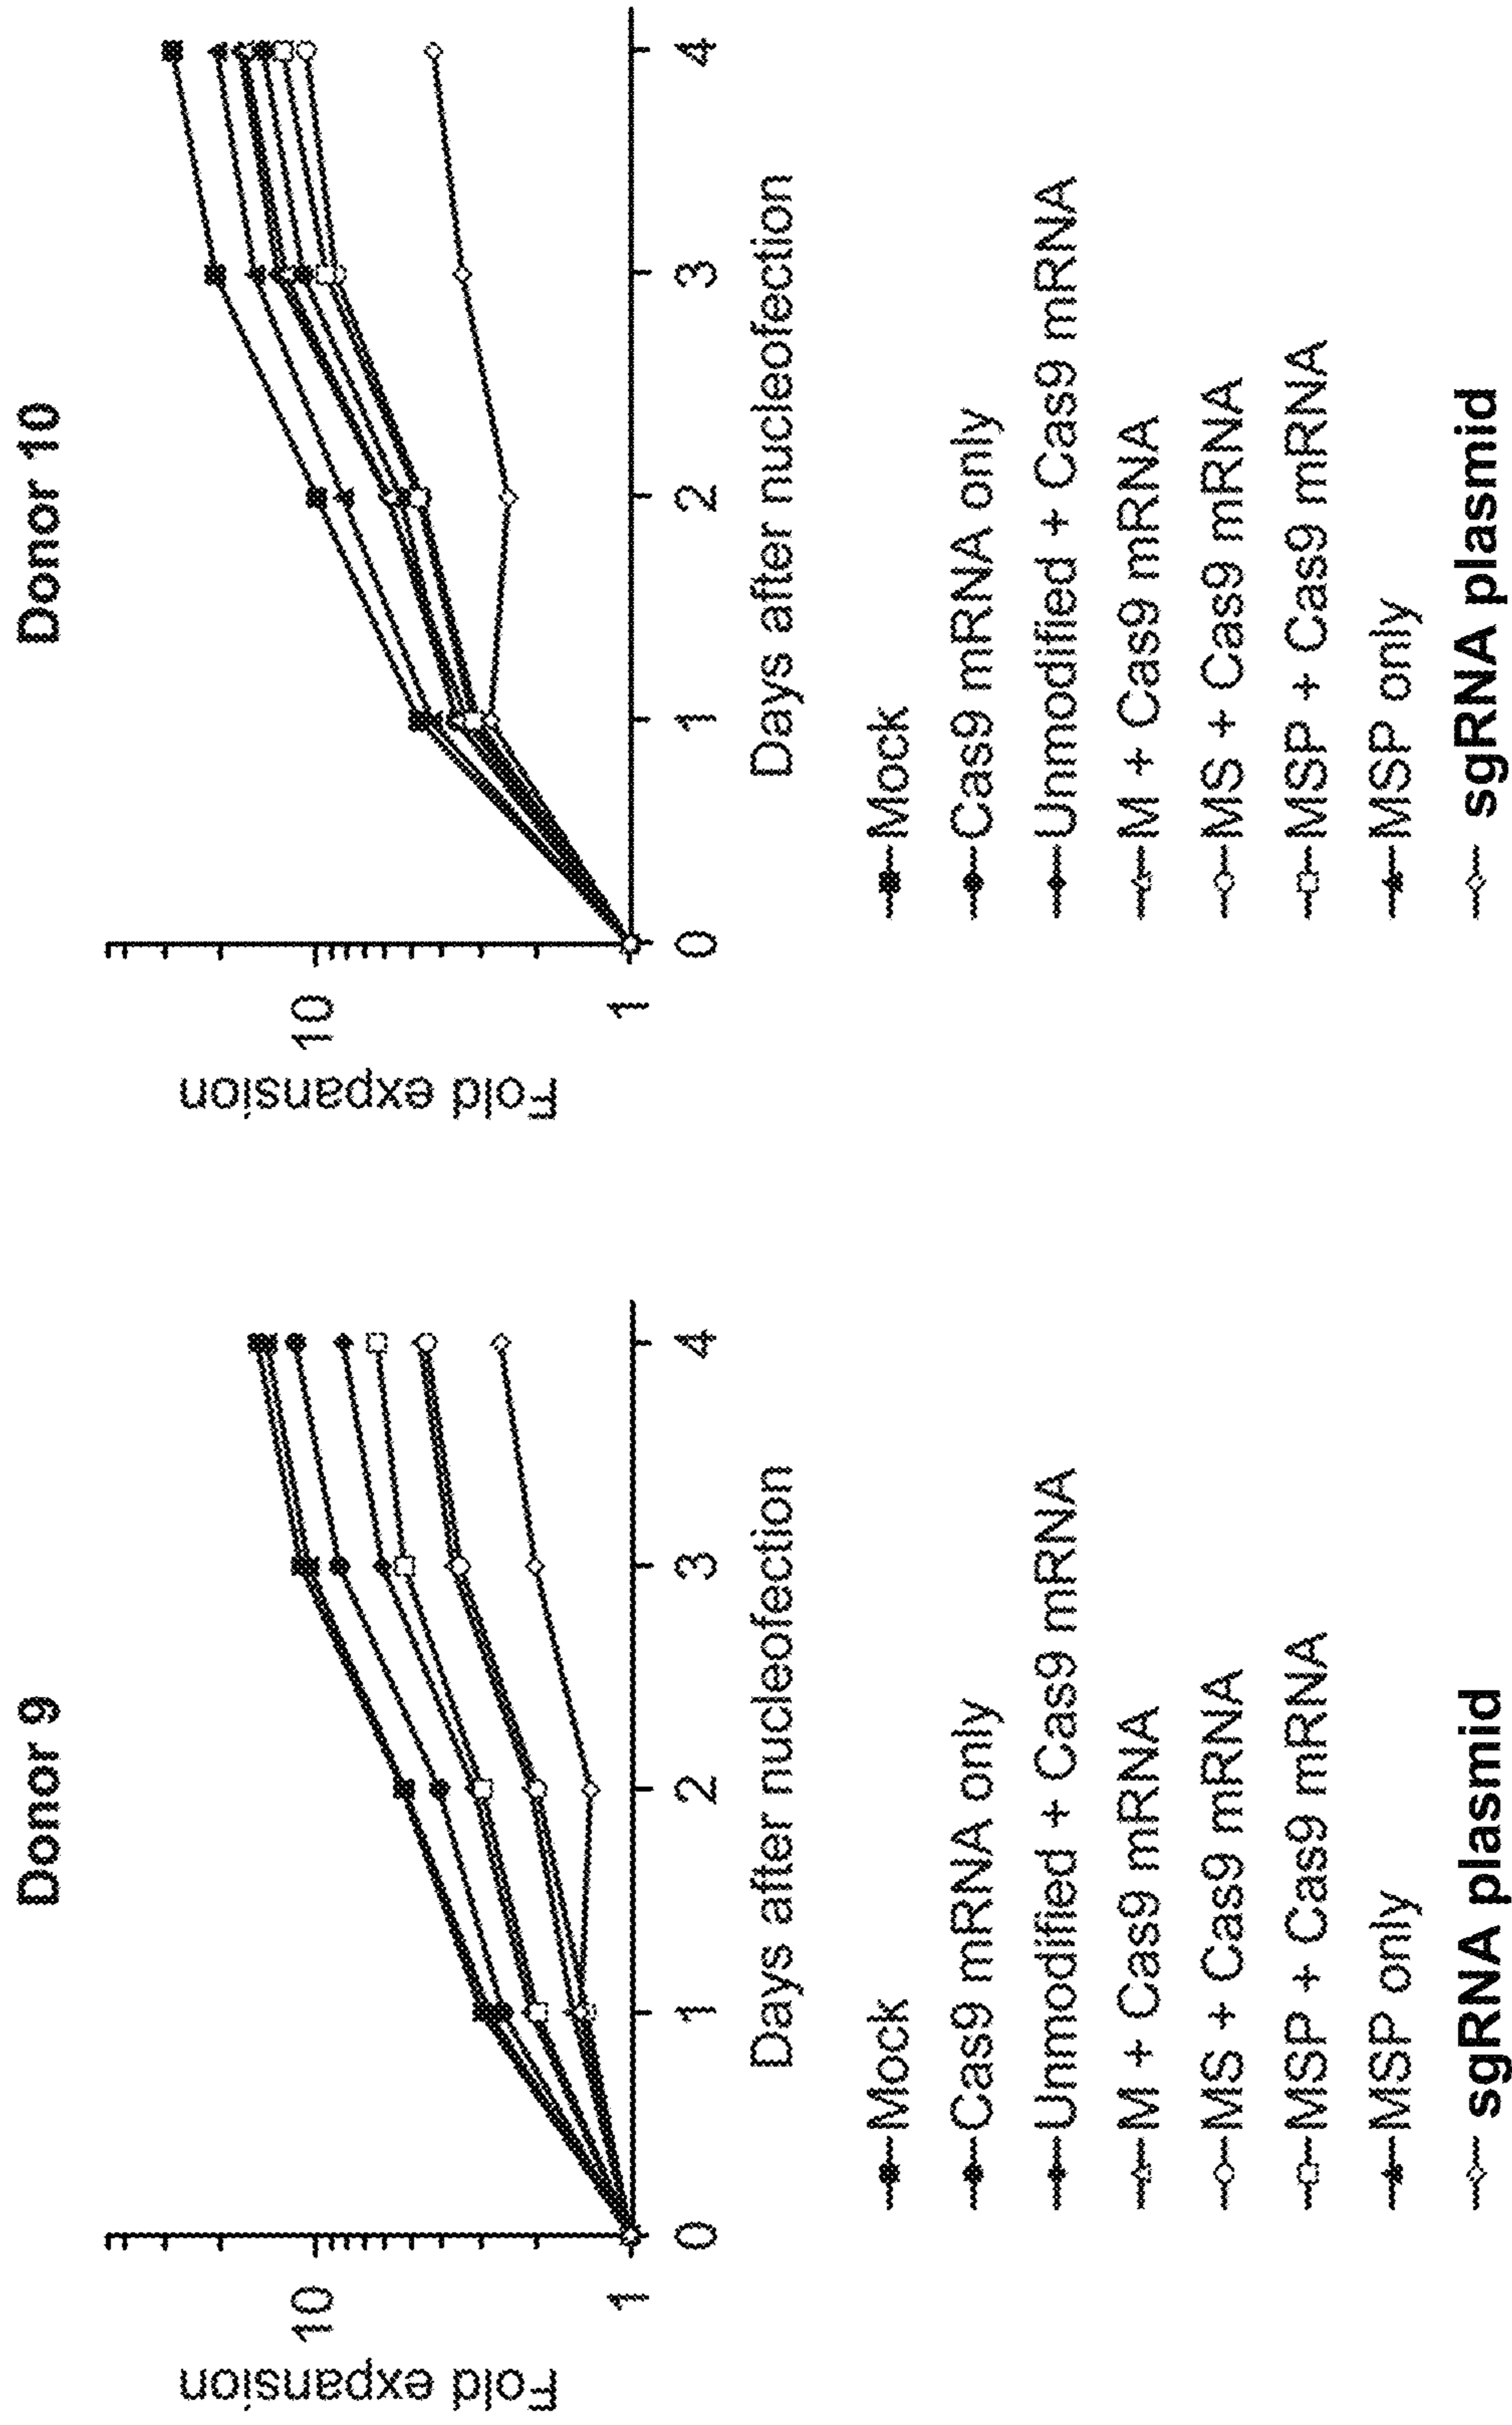 Donor 9
Fold expansion
10
1
0 1 2 3 4
Days after nucleofection
Mock
Cas9 mRNA only
Unmodified + Cas9 mRNA
M + Cas9 mRNA
MS + Cas9 mRNA
MSP + Cas9 mRNA
MSP only
sgRNA plasmid
Donor 10
Fold expansion
10
1
0 1 2 3 4
Days after nucleofection
Mock
Cas9 mRNA only
Unmodified + Cas9 mRNA
M + Cas9 mRNA
MS + Cas9 mRNA
MSP + Cas9 mRNA
MSP only
sgRNA plasmid